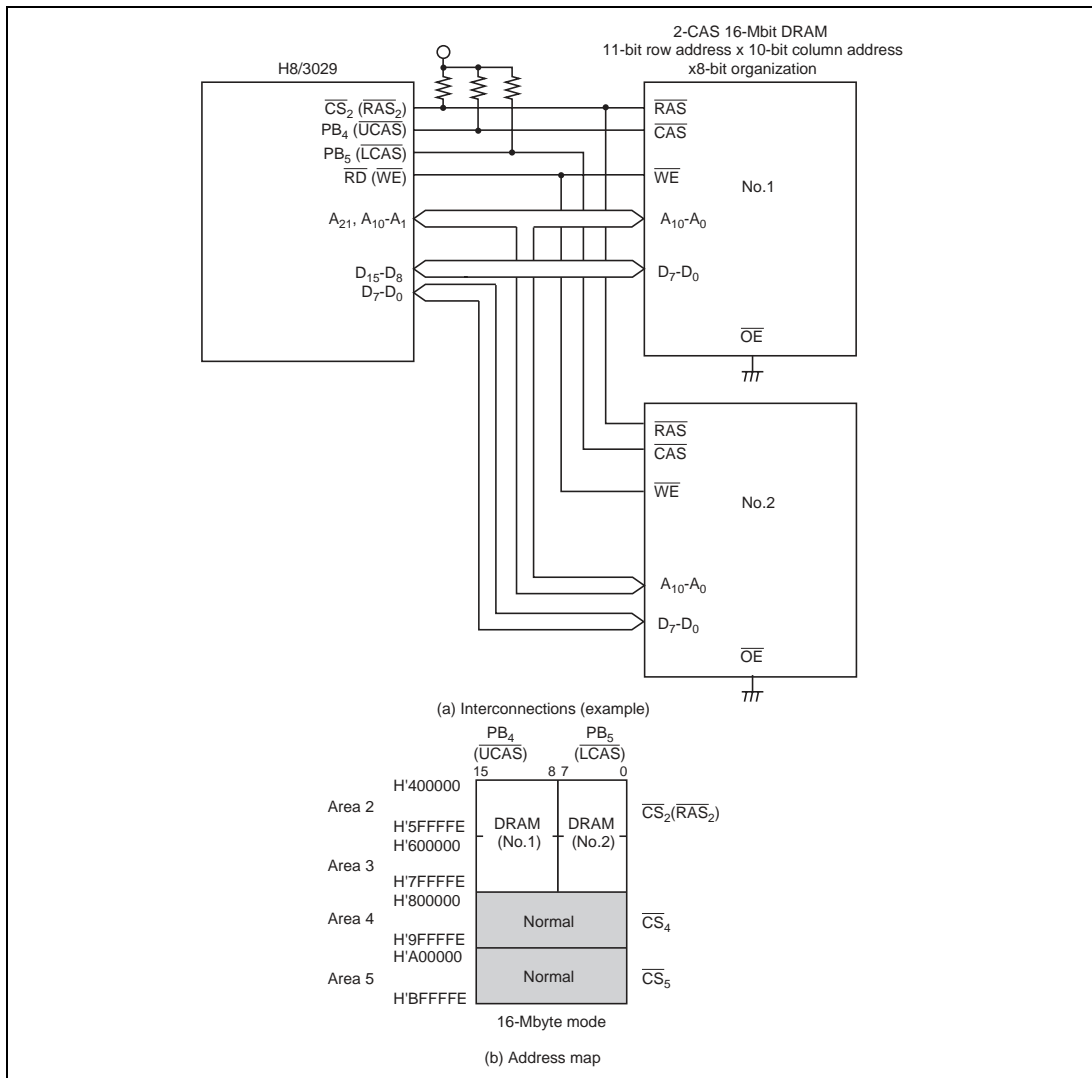 2-CAS 16-Mbit DRAM
11-bit row address x 10-bit column address
x8-bit organization
H8/3029
CS2 (RAS2)
PB4 (UCAS)
PB5 (LCAS)
RD (WE)
A21, A10-A1
D15-D8
D7-D0
RAS
CAS
WE
No.1
A10-A0
D7-D0
OE
RAS
CAS
WE
No.2
A10-A0
D7-D0
OE
(a) Interconnections (example)
PB4 (UCAS)
PB5 (LCAS)
15 8 7 0
Area 2
H'400000
H'5FFFFE
Area 3
H'600000
H'7FFFFE
DRAM (No.1)
DRAM (No.2)
CS2(RAS2)
Area 4
H'800000
H'9FFFFE
Normal
CS4
Area 5
H'A00000
H'BFFFFE
Normal
CS5
16-Mbyte mode
(b) Address map